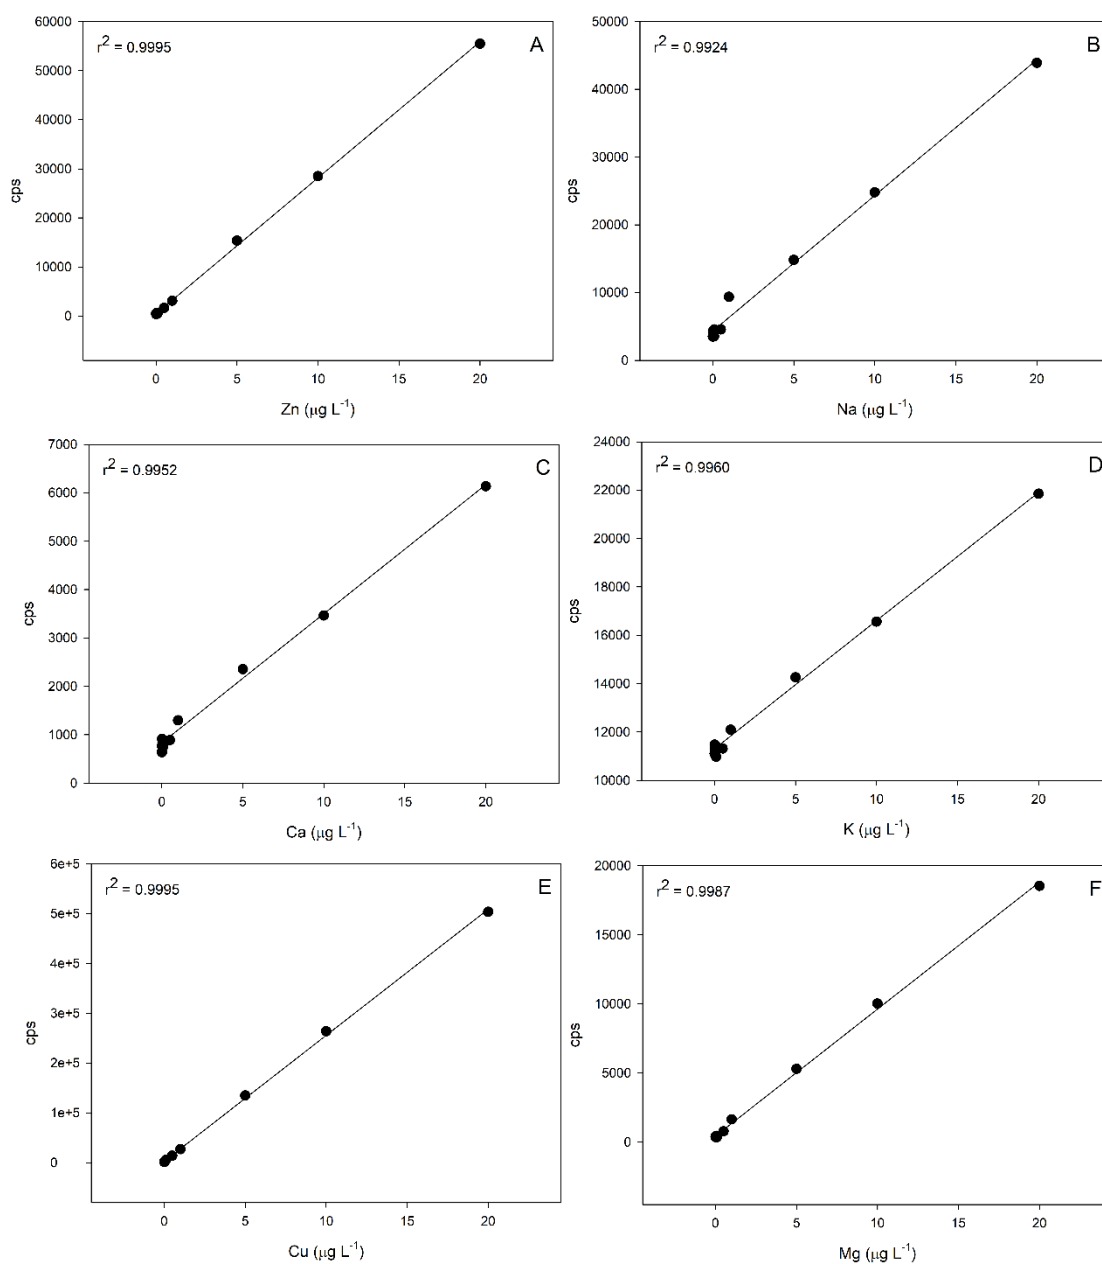 60000
r² = 0.9995
A
50000
40000
30000
20000
10000
0
cps
0 5 10 15 20
Zn (μg L⁻¹)
50000
r² = 0.9924
B
40000
30000
20000
10000
0
cps
0 5 10 15 20
Na (μg L⁻¹)
7000
r² = 0.9952
C
6000
5000
4000
3000
2000
1000
0
cps
0 5 10 15 20
Ca (μg L⁻¹)
24000
r² = 0.9960
D
22000
20000
18000
16000
14000
12000
10000
cps
0 5 10 15 20
K (μg L⁻¹)
6e+5
r² = 0.9995
E
5e+5
4e+5
3e+5
2e+5
1e+5
0
cps
0 5 10 15 20
Cu (μg L⁻¹)
20000
r² = 0.9987
F
15000
10000
5000
0
cps
0 5 10 15 20
Mg (μg L⁻¹)